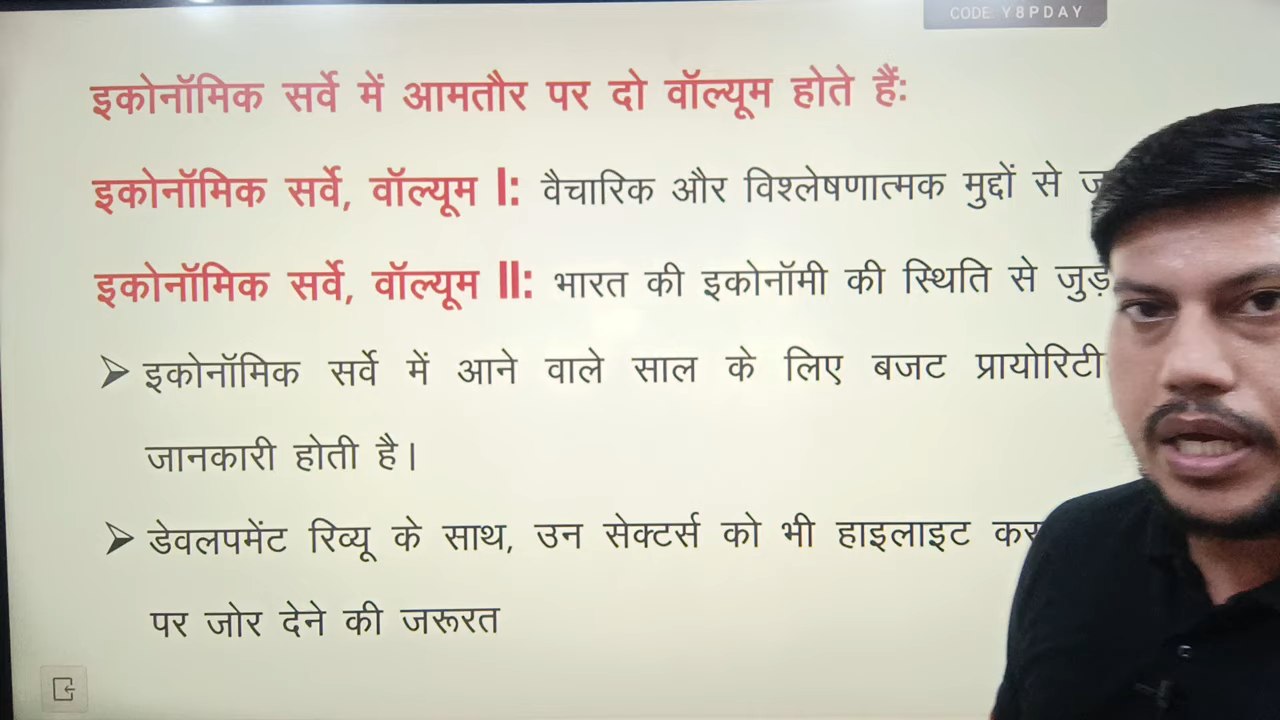 CODE: Y8PDAY
इकोनॉमिक सर्वे में आमतौर पर दो वॉल्यूम होते हैं:
इकोनॉमिक सर्वे, वॉल्यूम I: वैचारिक और विश्लेषणात्मक मुद्दों से
इकोनॉमिक सर्वे, वॉल्यूम II: भारत की इकोनॉमी की स्थिति से
➢ इकोनॉमिक सर्वे में आने वाले साल के लिए बजट प्रायोरिटी
जानकारी होती है।
➢ डेवलपमेंट रिव्यू के साथ, उन सेक्टर्स को भी हाइलाइट
पर जोर देने की जरूरत